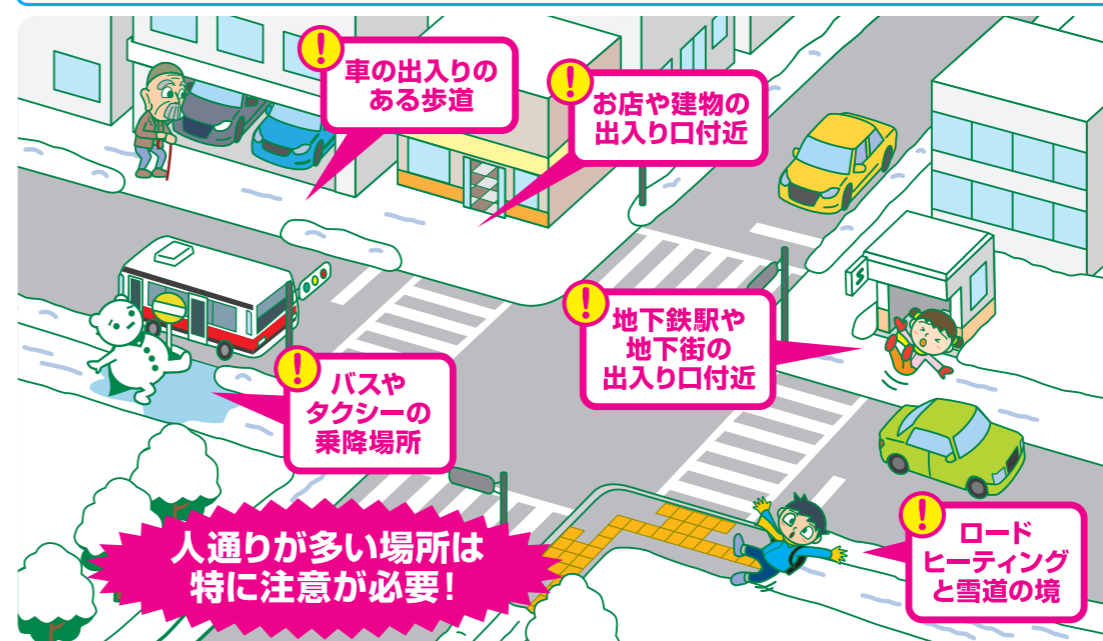 !
車の出入りの
ある歩道
!
お店や建物の
出入り口付近
!
地下鉄駅や
地下街の
出入り口付近
S
!
バスや
タクシーの
乗降場所
!
ロード
ヒーティング
と雪道の境
人通りが多い場所は
特に注意が必要!